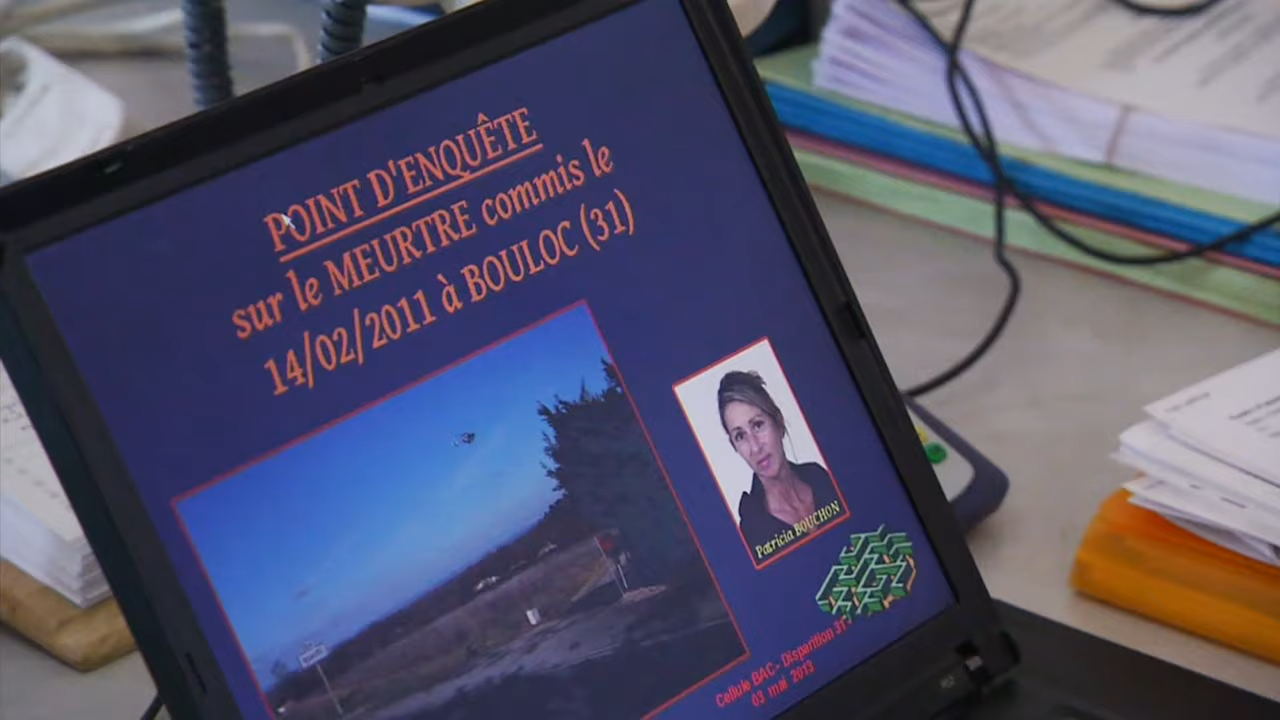 POINT D'ENQUÊTE
sur le MEURTRE commis le
14/02/2011 à BOULOC (31)
Patricia BOUCHON
Cellule BAC - Disparition 31
03 mai 2013